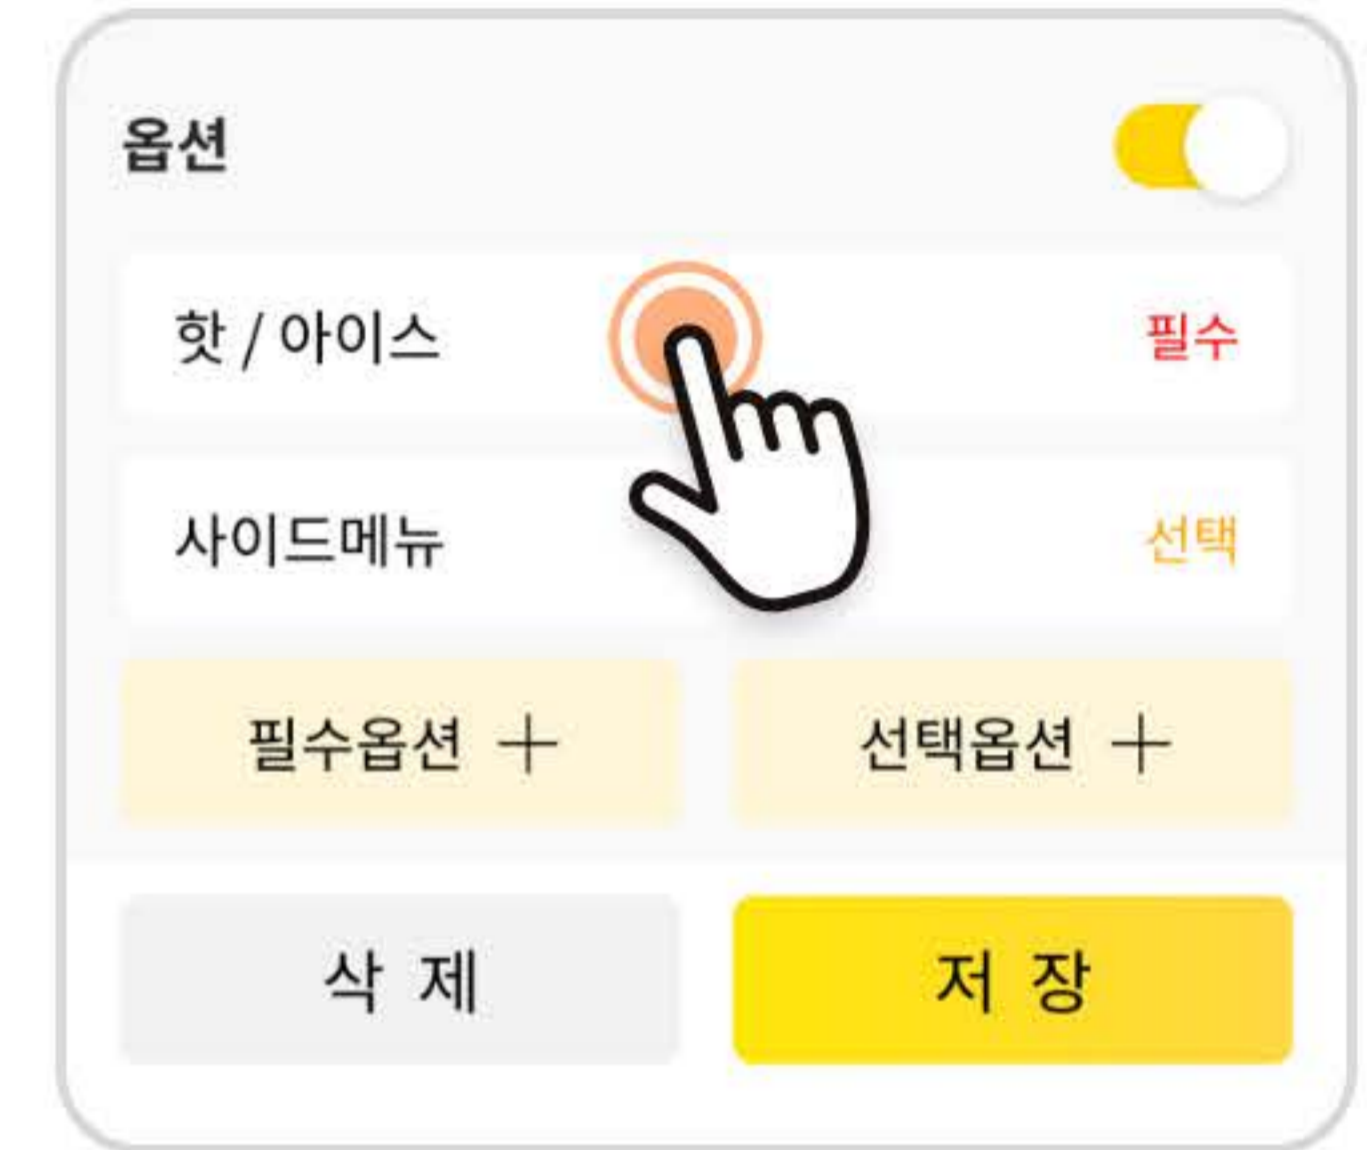 옵션
핫 / 아이스 필수
사이드메뉴 선택
필수옵션 + 선택옵션 +
삭 제 저 장